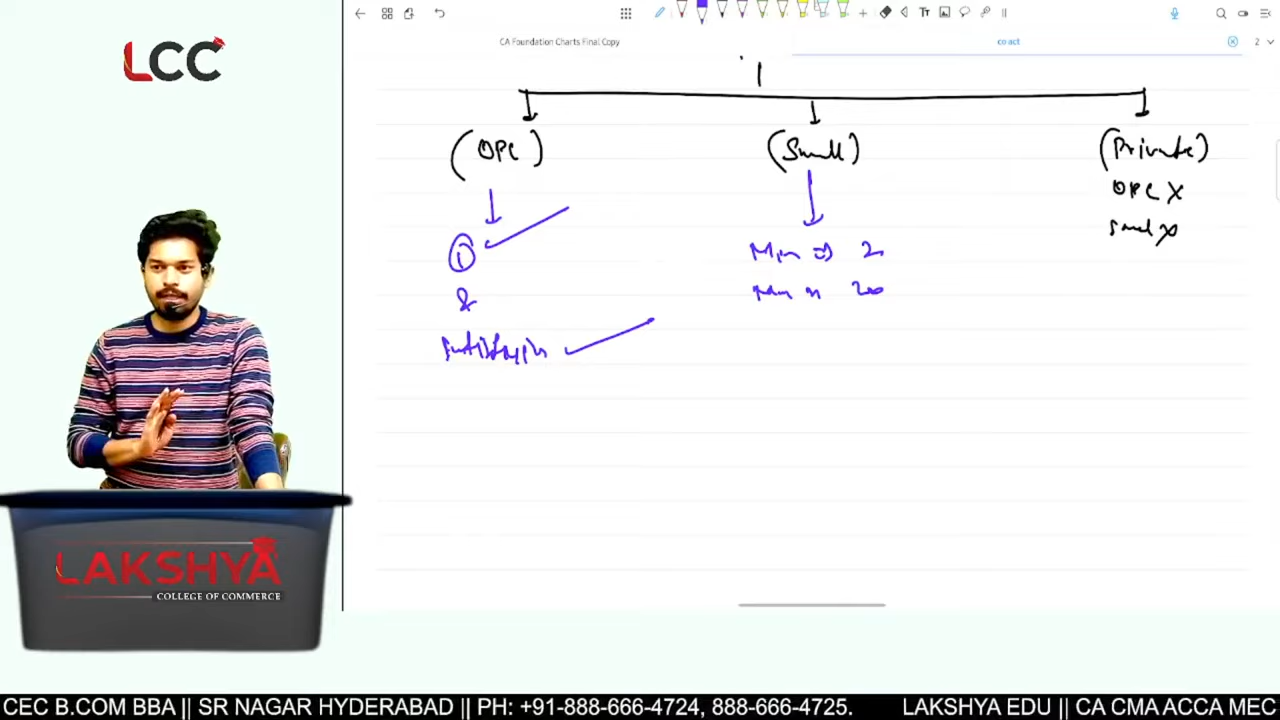 LCC
Tt
CA Foundation Charts Final Copy
co act
2
(OPC)
(Small)
(Private)
OPC X
Small X
①
Min ⇒ 2
200
&
LAKSHYA
COLLEGE OF COMMERCE
CEC B.COM BBA || SR NAGAR HYDERABAD || PH: +91-888-666-4724, 888-666-4725. LAKSHYA EDU || CA CMA ACCA MEC